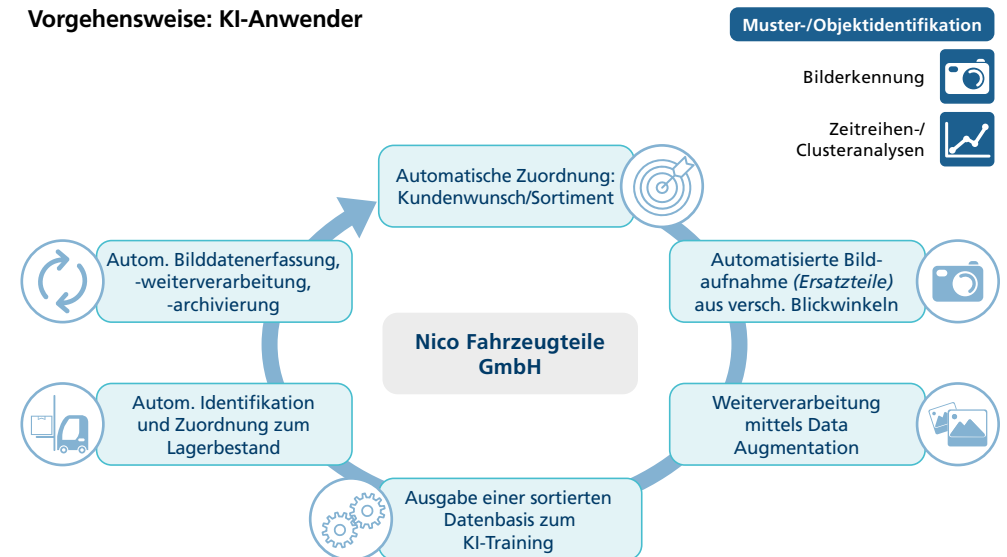 Vorgehensweise: KI-Anwender
Muster-/Objektidentifikation
Bilderkennung
Zeitreihen-/
Clusteranalysen
Automatische Zuordnung:
Kundenwunsch/Sortiment
Automatisierte Bild-
aufnahme (Ersatzteile)
aus versch. Blickwinkeln
Weiterverarbeitung
mittels Data
Augmentation
Ausgabe einer sortierten
Datenbasis zum
KI-Training
Autom. Identifikation
und Zuordnung zum
Lagerbestand
Autom. Bilddatenerfassung,
-weiterverarbeitung,
-archivierung
Nico Fahrzeugteile
GmbH